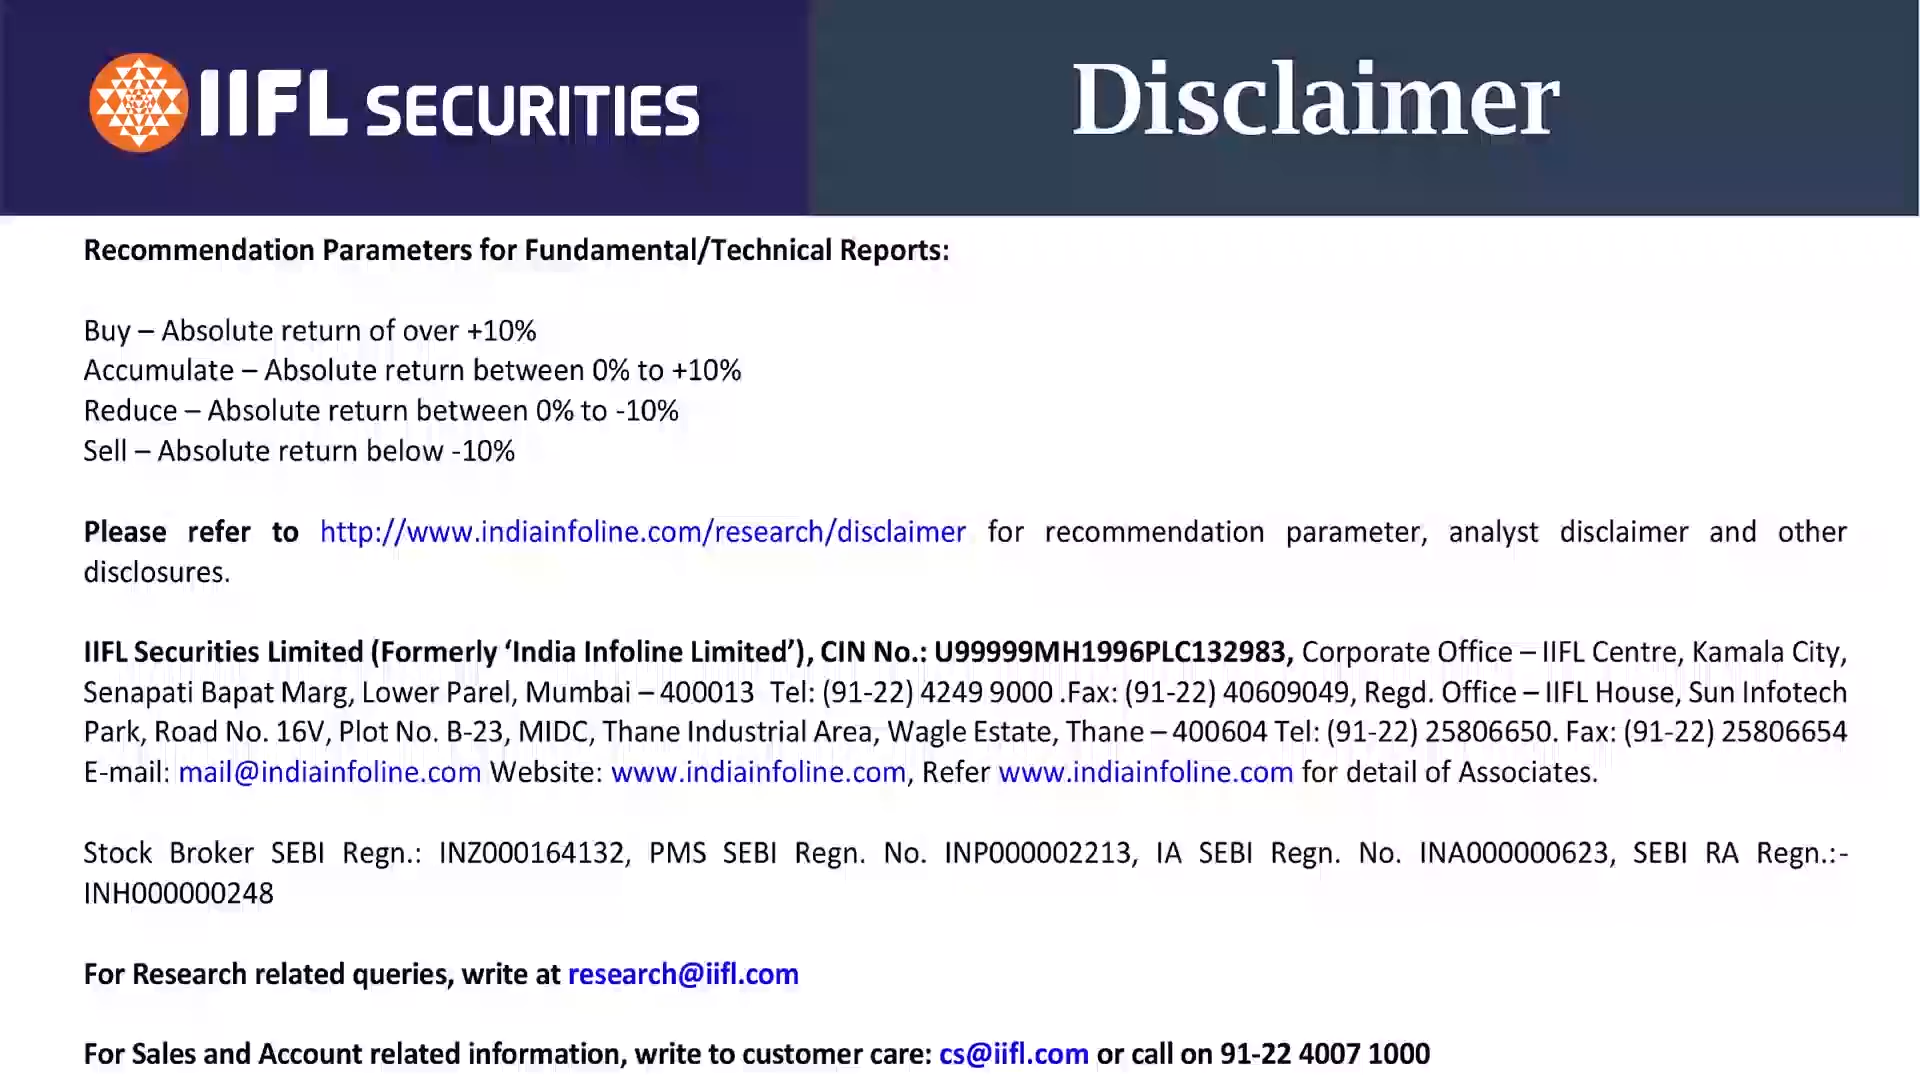 IIFL SECURITIES
Disclaimer
Recommendation Parameters for Fundamental/Technical Reports:
Buy – Absolute return of over +10%
Accumulate – Absolute return between 0% to +10%
Reduce – Absolute return between 0% to -10%
Sell – Absolute return below -10%
Please refer to http://www.indiainfoline.com/research/disclaimer for recommendation parameter, analyst disclaimer and other
disclosures.
IIFL Securities Limited (Formerly ‘India Infoline Limited’), CIN No.: U99999MH1996PLC132983, Corporate Office – IIFL Centre, Kamala City,
Senapati Bapat Marg, Lower Parel, Mumbai – 400013 Tel: (91-22) 4249 9000 .Fax: (91-22) 40609049, Regd. Office – IIFL House, Sun Infotech
Park, Road No. 16V, Plot No. B-23, MIDC, Thane Industrial Area, Wagle Estate, Thane – 400604 Tel: (91-22) 25806650. Fax: (91-22) 25806654
E-mail: mail@indiainfoline.com Website: www.indiainfoline.com, Refer www.indiainfoline.com for detail of Associates.
Stock Broker SEBI Regn.: INZ000164132, PMS SEBI Regn. No. INP000002213, IA SEBI Regn. No. INA000000623, SEBI RA Regn.:-
INH000000248
For Research related queries, write at research@iifl.com
For Sales and Account related information, write to customer care: cs@iifl.com or call on 91-22 4007 1000